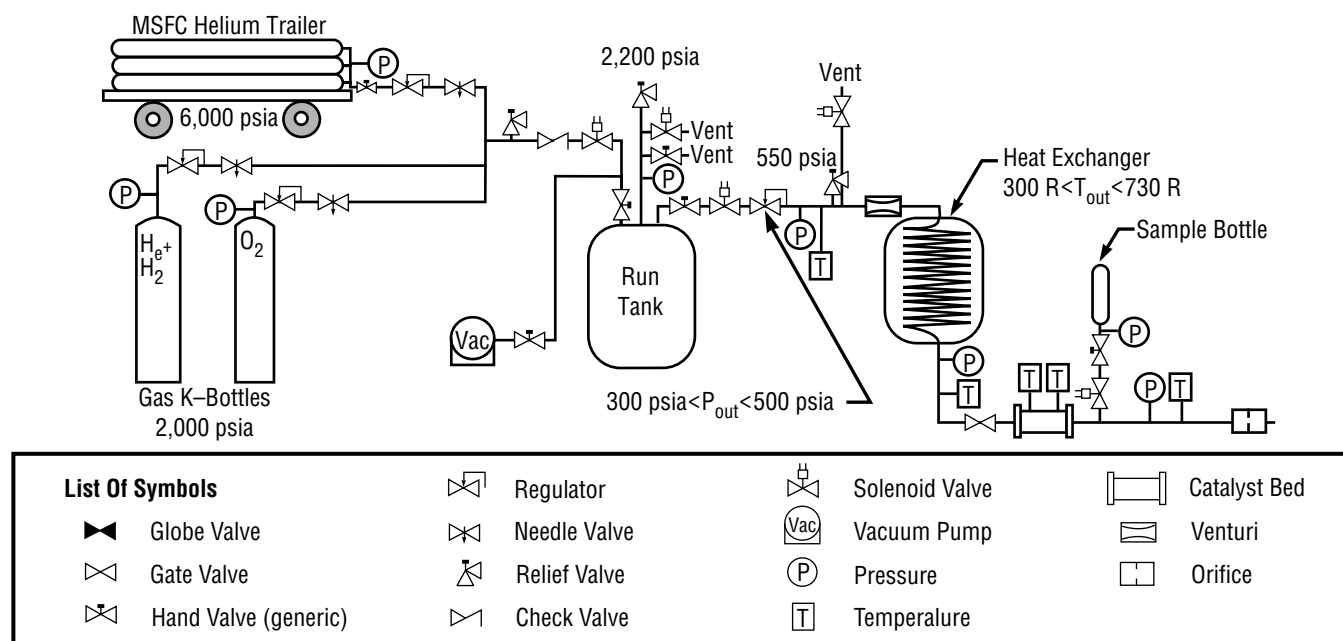 MSFC Helium Trailer
P
6,000 psia
2,200 psia
Vent
Vent
Vent
550 psia
Heat Exchanger
300 R<Tout<730 R
Sample Bottle
P
P
P
P
T
He+
H2
O2
Run
Tank
Vac
P
P
T
T
T
P
T
300 psia<Pout<500 psia
Gas K–Bottles
2,000 psia
List Of Symbols
Globe Valve
Gate Valve
Hand Valve (generic)
Regulator
Needle Valve
Relief Valve
Check Valve
Solenoid Valve
Vac Vacuum Pump
P Pressure
T Temperalure
Catalyst Bed
Venturi
Orifice